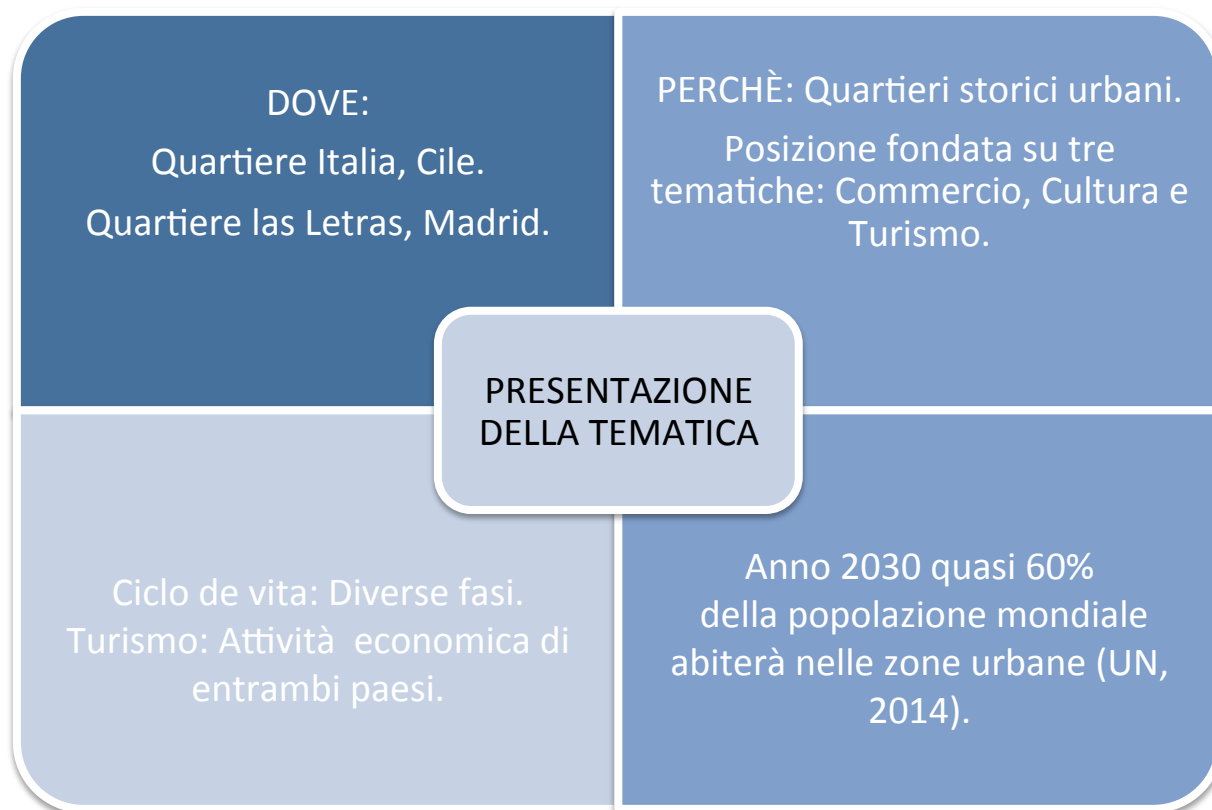 DOVE:
Quartiere Italia, Cile.
Quartiere las Letras, Madrid.
PERCHÈ: Quartieri storici urbani.
Posizione fondata su tre
tematiche: Commercio, Cultura e
Turismo.
PRESENTAZIONE
DELLA TEMATICA
Ciclo de vita: Diverse fasi.
Turismo: Attività economica di
entrambi paesi.
Anno 2030 quasi 60%
della popolazione mondiale
abiterà nelle zone urbane (UN,
2014).